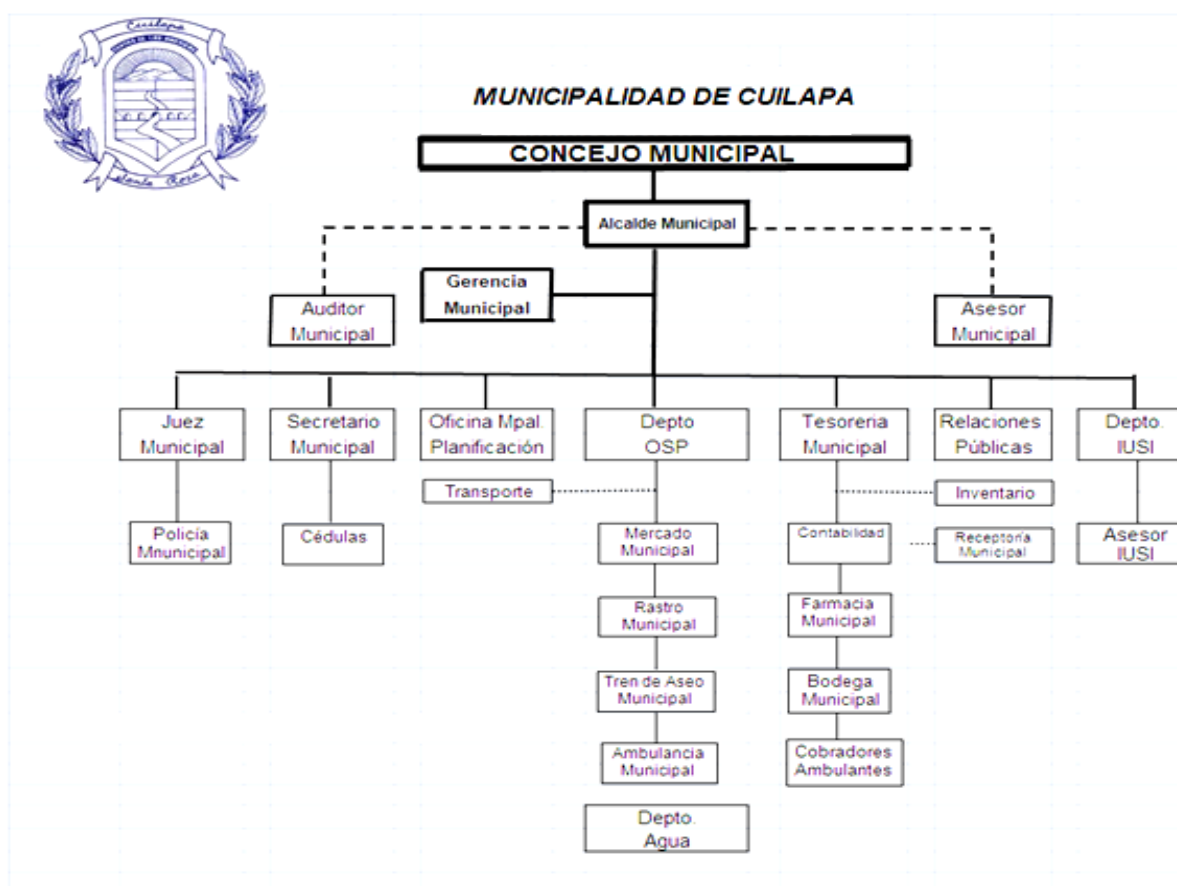 Cuilapa
MUNICIPALIDAD DE CUILAPA
CONCEJO MUNICIPAL
Alcalde Municipal
Gerencia
Municipal
Auditor
Municipal
Asesor
Municipal
Juez
Municipal
Secretario
Municipal
Oficina Mpal.
Planificación
Depto
OSP
Tesoreria
Municipal
Relaciones
Públicas
Depto.
IUSI
Transporte
Inventario
Policía
Mnunicipal
Cédulas
Mercado
Municipal
Contabilidad
Receptoría
Municipal
Asesor
IUSI
Rastro
Municipal
Farmacia
Municipal
Tren de Aseo
Municipal
Bodega
Municipal
Ambulancia
Municipal
Cobradores
Ambulantes
Depto.
Agua
Santa Rosa